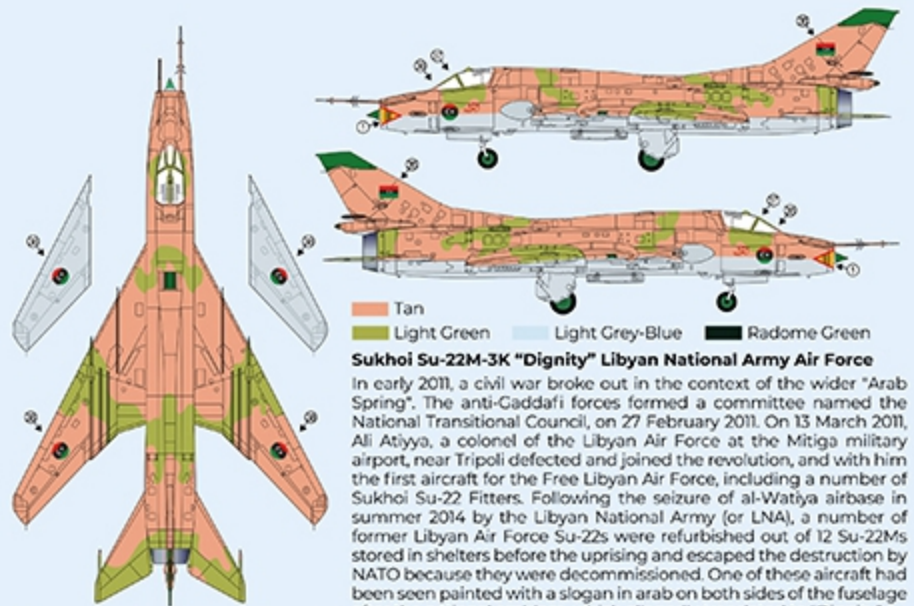 Tan
Light Green
Light Grey-Blue
Radome Green
Sukhoi Su-22M-3K “Dignity” Libyan National Army Air Force
In early 2011, a civil war broke out in the context of the wider "Arab
Spring". The anti-Gaddafi forces formed a committee named the
National Transitional Council, on 27 February 2011. On 13 March 2011,
Ali Atiyya, a colonel of the Libyan Air Force at the Mitiga military
airport, near Tripoli defected and joined the revolution, and with him
the first aircraft for the Free Libyan Air Force, including a number of
Sukhoi Su-22 Fitters. Following the seizure of al-Watiya airbase in
summer 2014 by the Libyan National Army (or LNA), a number of
former Libyan Air Force Su-22s were refurbished out of 12 Su-22Ms
stored in shelters before the uprising and escaped the destruction by
NATO because they were decommissioned. One of these aircraft had
been seen painted with a slogan in arab on both sides of the fuselage